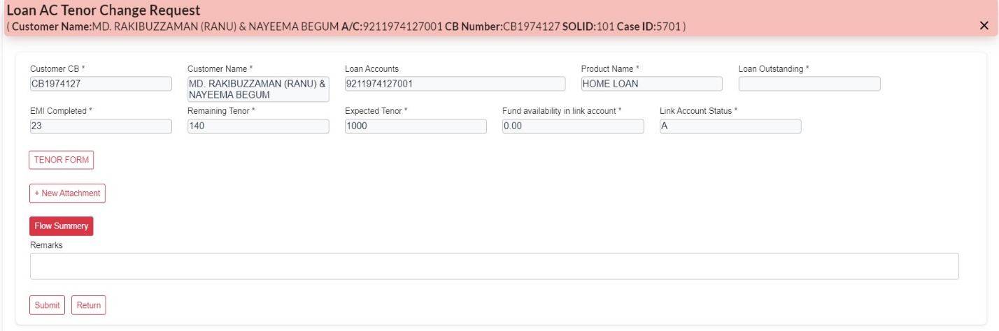 Loan AC Tenor Change Request
( Customer Name:MD. RAKIBUZZAMAN (RANU) & NAYEEMA BEGUM A/C:9211974127001 CB Number:CB1974127 SOLID:101 Case ID:5701 )
Customer CB * Customer Name * Loan Accounts Product Name * Loan Outstanding *
CB1974127 MD. RAKIBUZZAMAN (RANU) & 9211974127001 HOME LOAN
NAYEEMA BEGUM
EMI Completed * Remaining Tenor * Expected Tenor * Fund availability in link account * Link Account Status *
23 140 1000 0.00 A
TENOR FORM
+ New Attachment
Flow Summery
Remarks
Submit Return